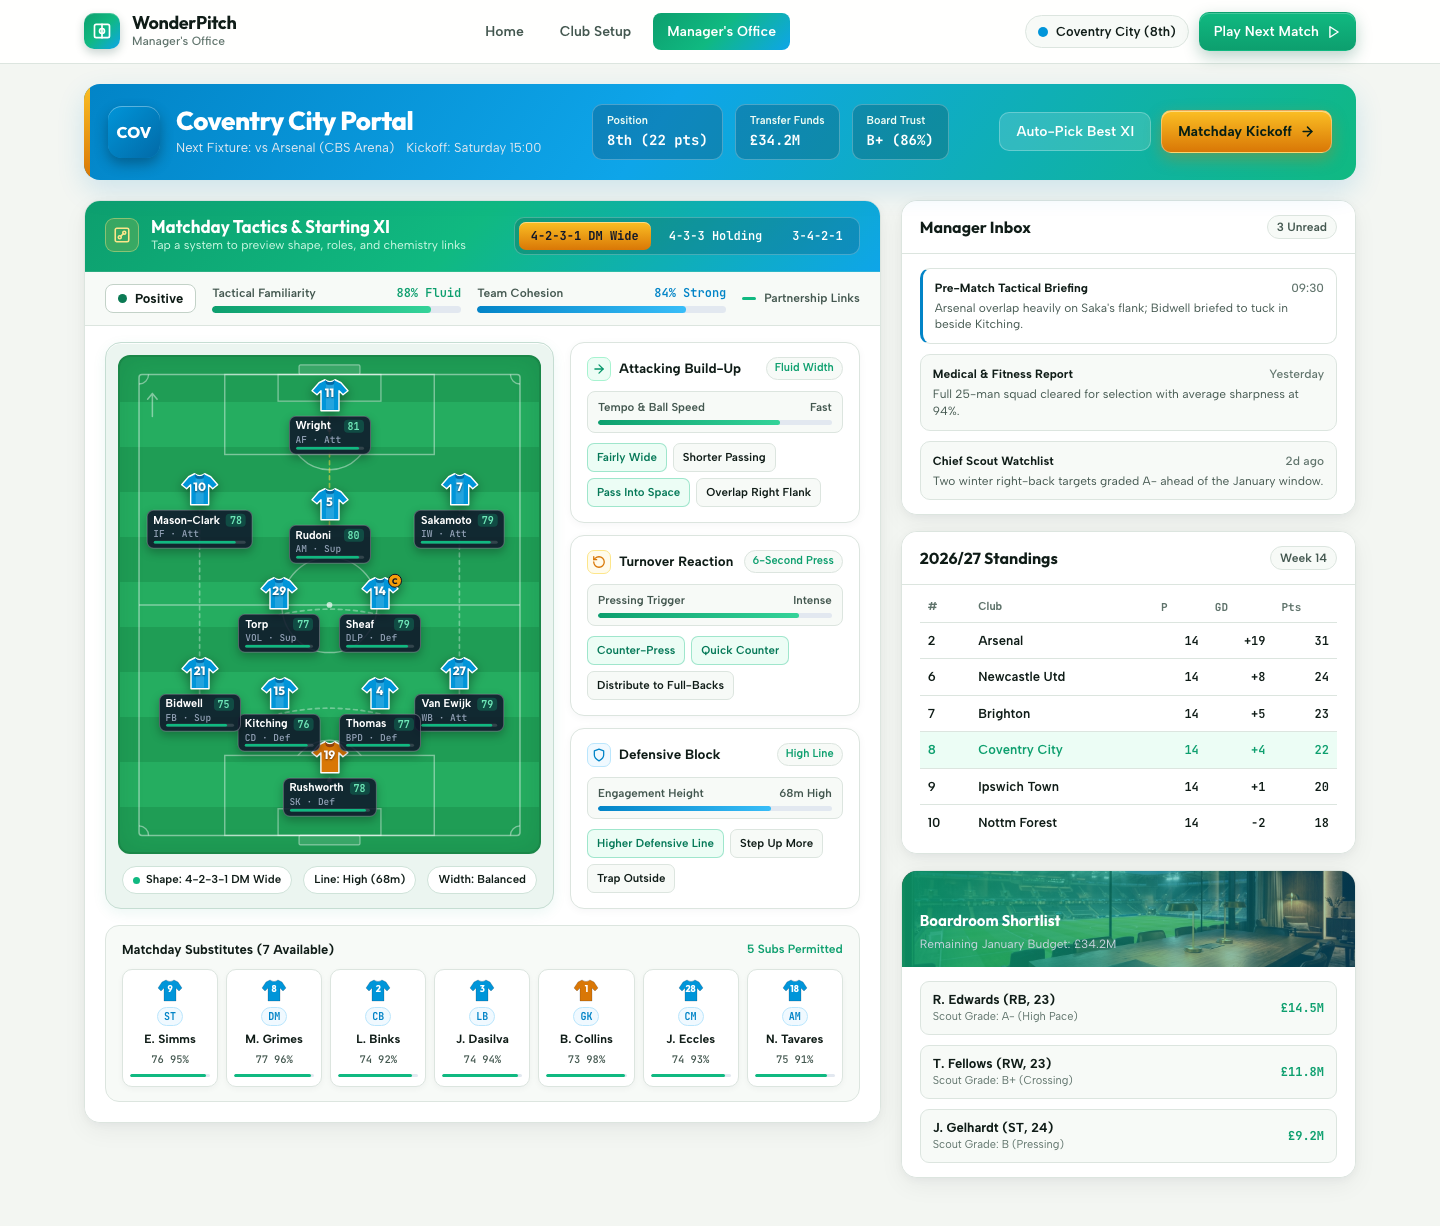 WonderPitch
Manager's Office
Home
Club Setup
Manager's Office
Coventry City (8th)
Play Next Match
COV
Coventry City Portal
Next Fixture: vs Arsenal (CBS Arena) Kickoff: Saturday 15:00
Position
8th (22 pts)
Transfer Funds
£34.2M
Board Trust
B+ (86%)
Auto-Pick Best XI
Matchday Kickoff
Matchday Tactics & Starting XI
Tap a system to preview shape, roles, and chemistry links
4-2-3-1 DM Wide
4-3-3 Holding
3-4-2-1
Positive
Tactical Familiarity
88% Fluid
Team Cohesion
84% Strong
Partnership Links
11
Wright 81
AF · Att
10
Mason-Clark 78
IF · Att
5
Rudoni 80
AM · Sup
7
Sakamoto 79
IW · Att
29
Torp 77
VOL · Sup
14
C
Sheaf 79
DLP · Def
21
Bidwell 75
FB · Sup
15
Kitching 76
CD · Def
4
Thomas 77
BPD · Def
27
Van Ewijk 79
WB · Att
19
Rushworth 78
SK · Def
Shape: 4-2-3-1 DM Wide
Line: High (68m)
Width: Balanced
Attacking Build-Up
Fluid Width
Tempo & Ball Speed
Fast
Fairly Wide
Shorter Passing
Pass Into Space
Overlap Right Flank
Turnover Reaction
6-Second Press
Pressing Trigger
Intense
Counter-Press
Quick Counter
Distribute to Full-Backs
Defensive Block
High Line
Engagement Height
68m High
Higher Defensive Line
Step Up More
Trap Outside
Matchday Substitutes (7 Available)
5 Subs Permitted
9
ST
E. Simms
76 95%
8
DM
M. Grimes
77 96%
2
CB
L. Binks
74 92%
3
LB
J. Dasilva
74 94%
1
GK
B. Collins
73 98%
28
CM
J. Eccles
74 93%
18
AM
N. Tavares
75 91%
Manager Inbox
3 Unread
Pre-Match Tactical Briefing
09:30
Arsenal overlap heavily on Saka's flank; Bidwell briefed to tuck in
beside Kitching.
Medical & Fitness Report
Yesterday
Full 25-man squad cleared for selection with average sharpness at
94%.
Chief Scout Watchlist
2d ago
Two winter right-back targets graded A- ahead of the January window.
2026/27 Standings
Week 14
# Club P GD Pts
2 Arsenal 14 +19 31
6 Newcastle Utd 14 +8 24
7 Brighton 14 +5 23
8 Coventry City 14 +4 22
9 Ipswich Town 14 +1 20
10 Nottm Forest 14 -2 18
Boardroom Shortlist
Remaining January Budget: £34.2M
R. Edwards (RB, 23)
Scout Grade: A- (High Pace)
£14.5M
T. Fellows (RW, 23)
Scout Grade: B+ (Crossing)
£11.8M
J. Gelhardt (ST, 24)
Scout Grade: B (Pressing)
£9.2M